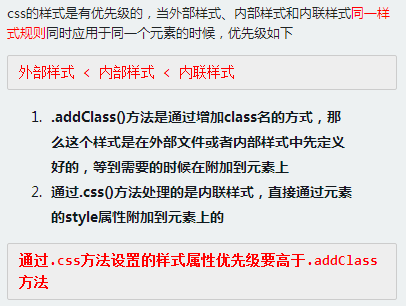 css的样式是有优先级的，当外部样式、内部样式和内联样式同一样
式规则同时应用于同一个元素的时候，优先级如下
外部样式 < 内部样式 < 内联样式
1. .addClass()方法是通过增加class名的方式，那
么这个样式是在外部文件或者内部样式中先定义
好的，等到需要的时候在附加到元素上
2. 通过.css()方法处理的是内联样式，直接通过元素
的style属性附加到元素上的
通过.css方法设置的样式属性优先级要高于.addClass
方法